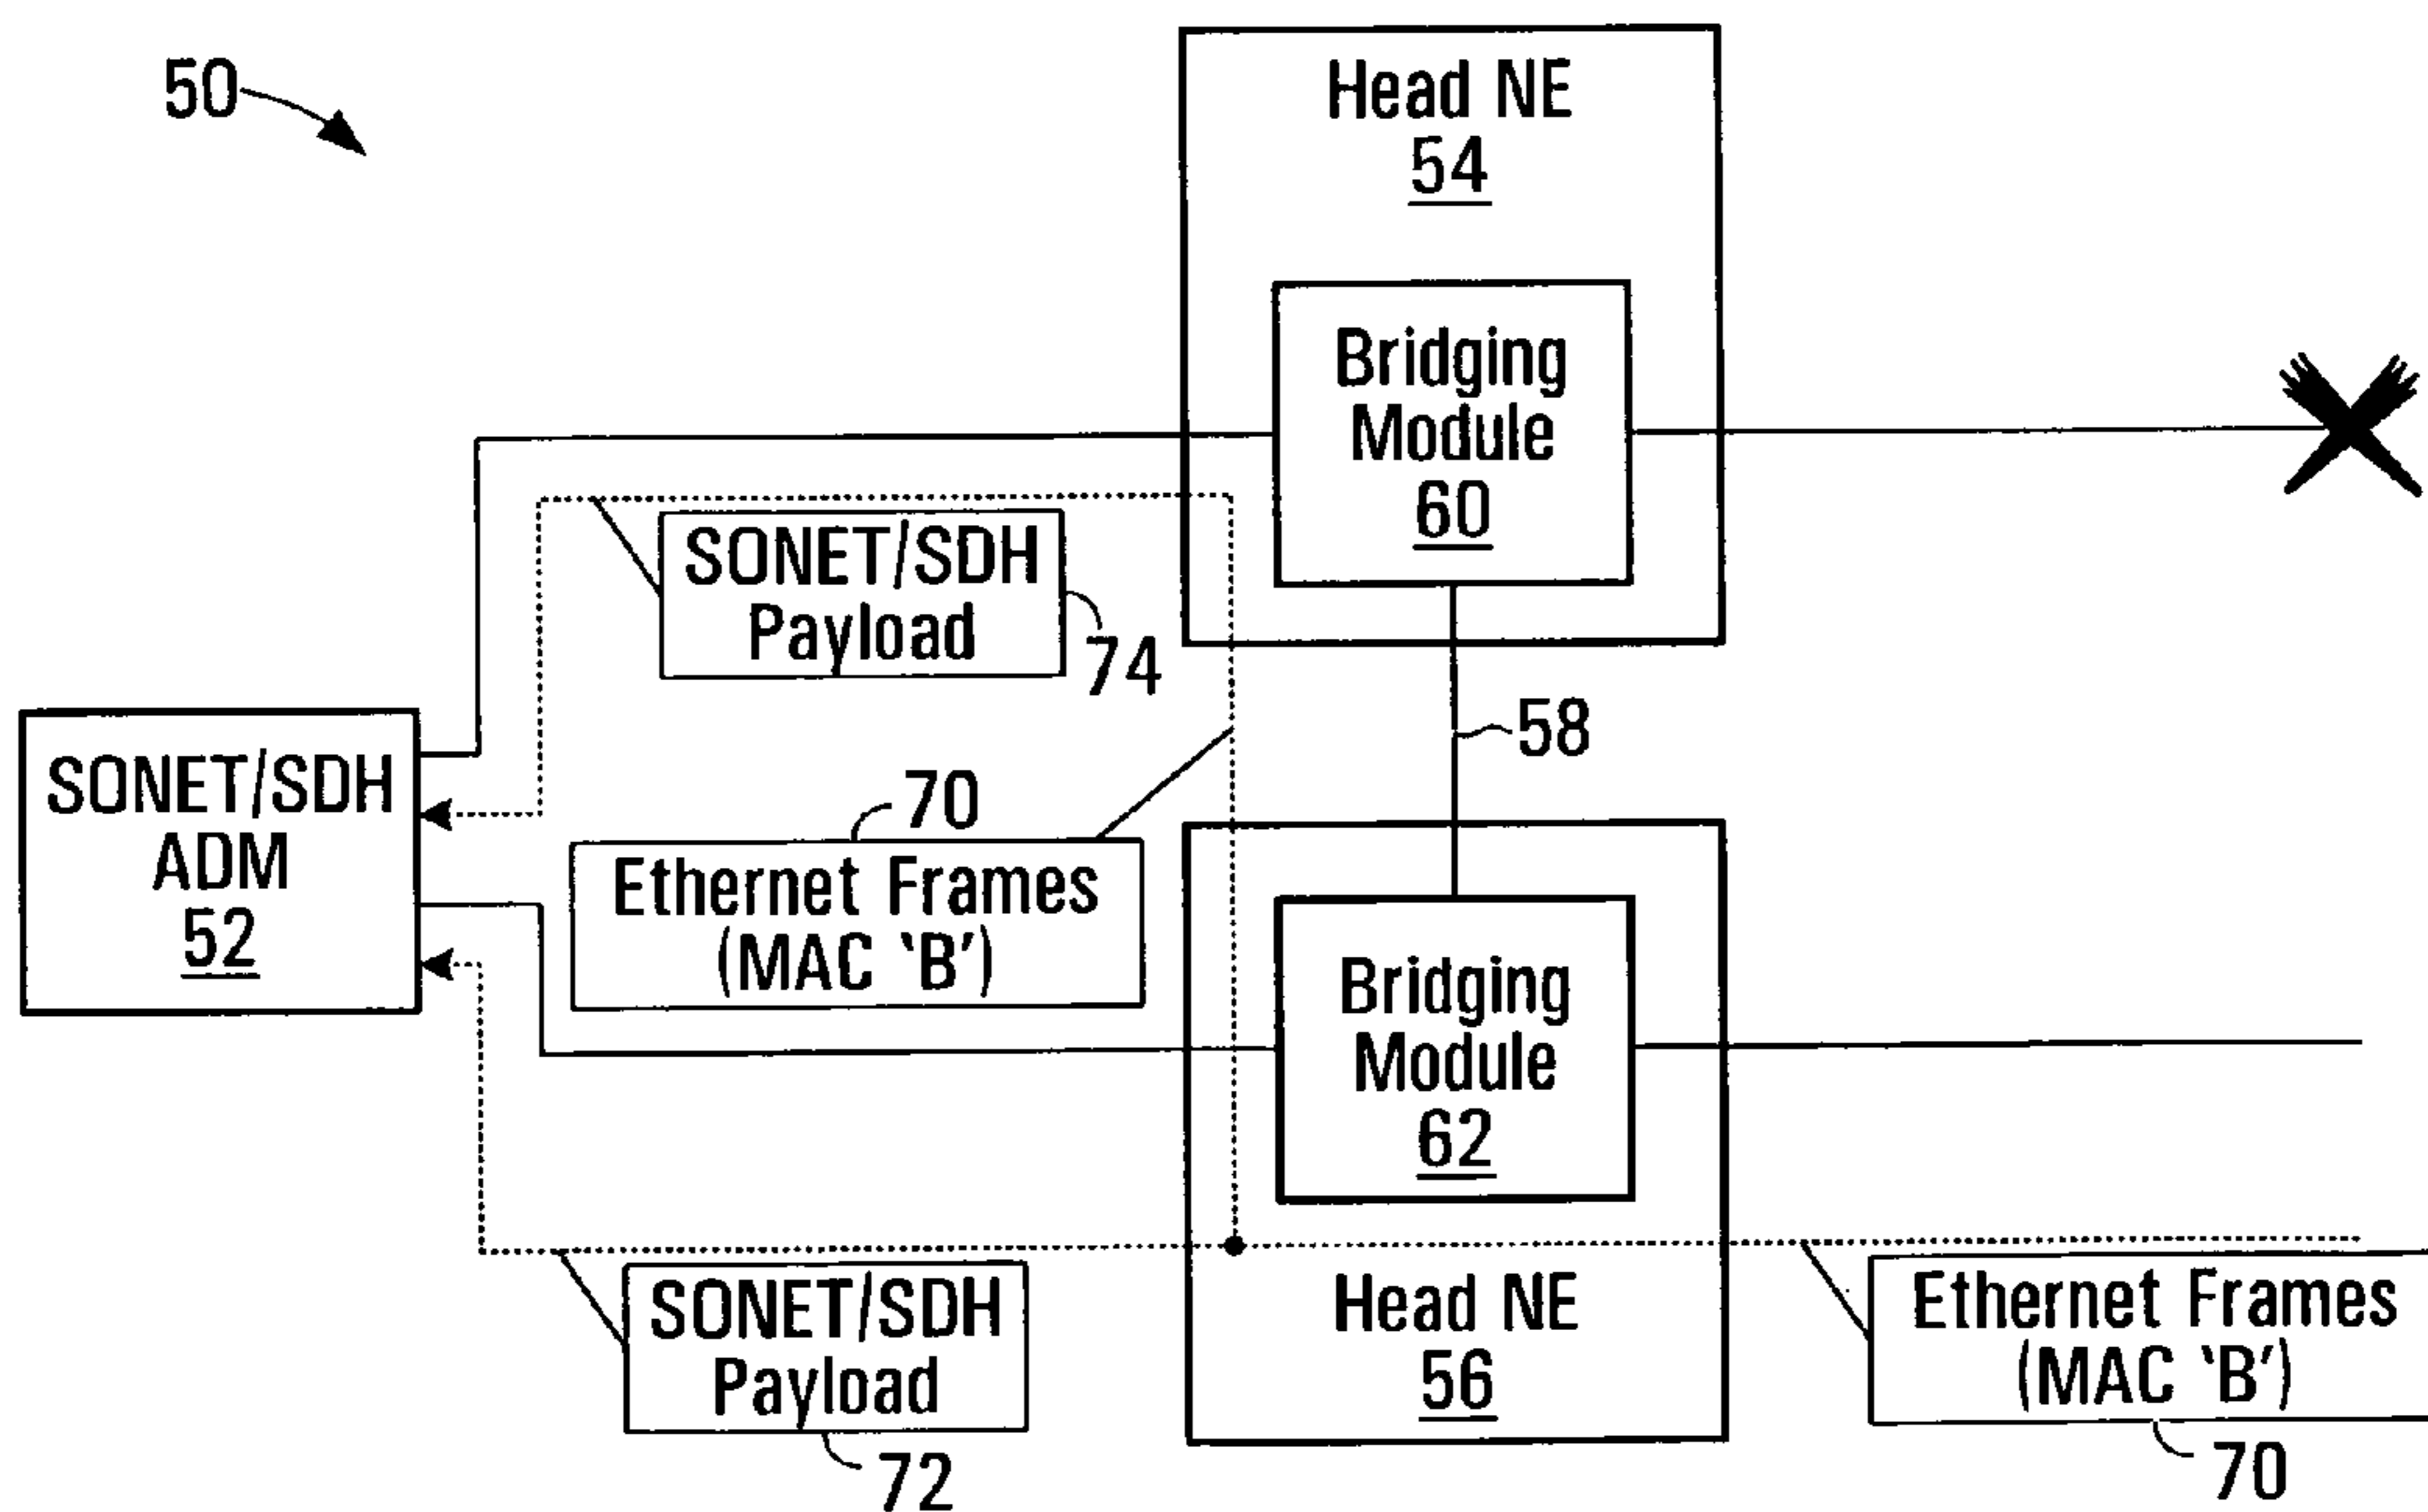 50
Head NE
54
Bridging
Module
60
SONET/SDH
Payload
74
58
SONET/SDH
ADM
52
70
Ethernet Frames
(MAC 'B')
Bridging
Module
62
Head NE
56
SONET/SDH
Payload
72
Ethernet Frames
(MAC 'B')
70